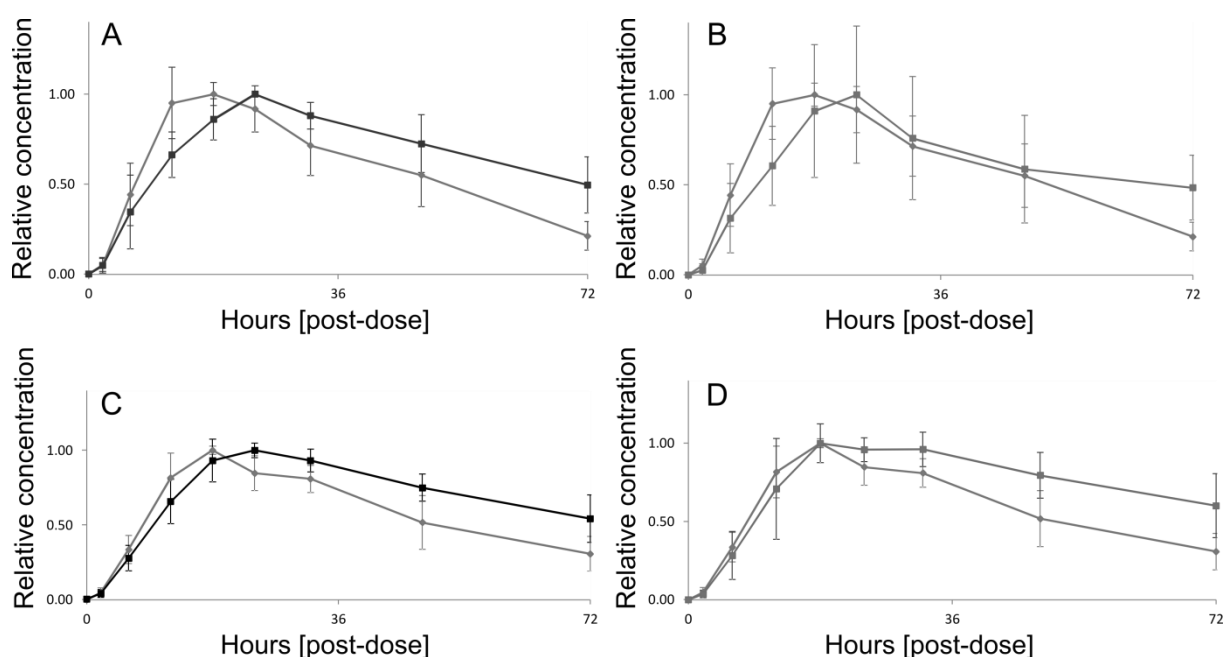 A
Relative concentration
1.00
0.50
0.00
0
36
72
Hours [post-dose]
B
Relative concentration
1.00
0.50
0.00
0
36
72
Hours [post-dose]
C
Relative concentration
1.00
0.50
0.00
0
36
72
Hours [post-dose]
D
Relative concentration
1.00
0.50
0.00
0
36
72
Hours [post-dose]